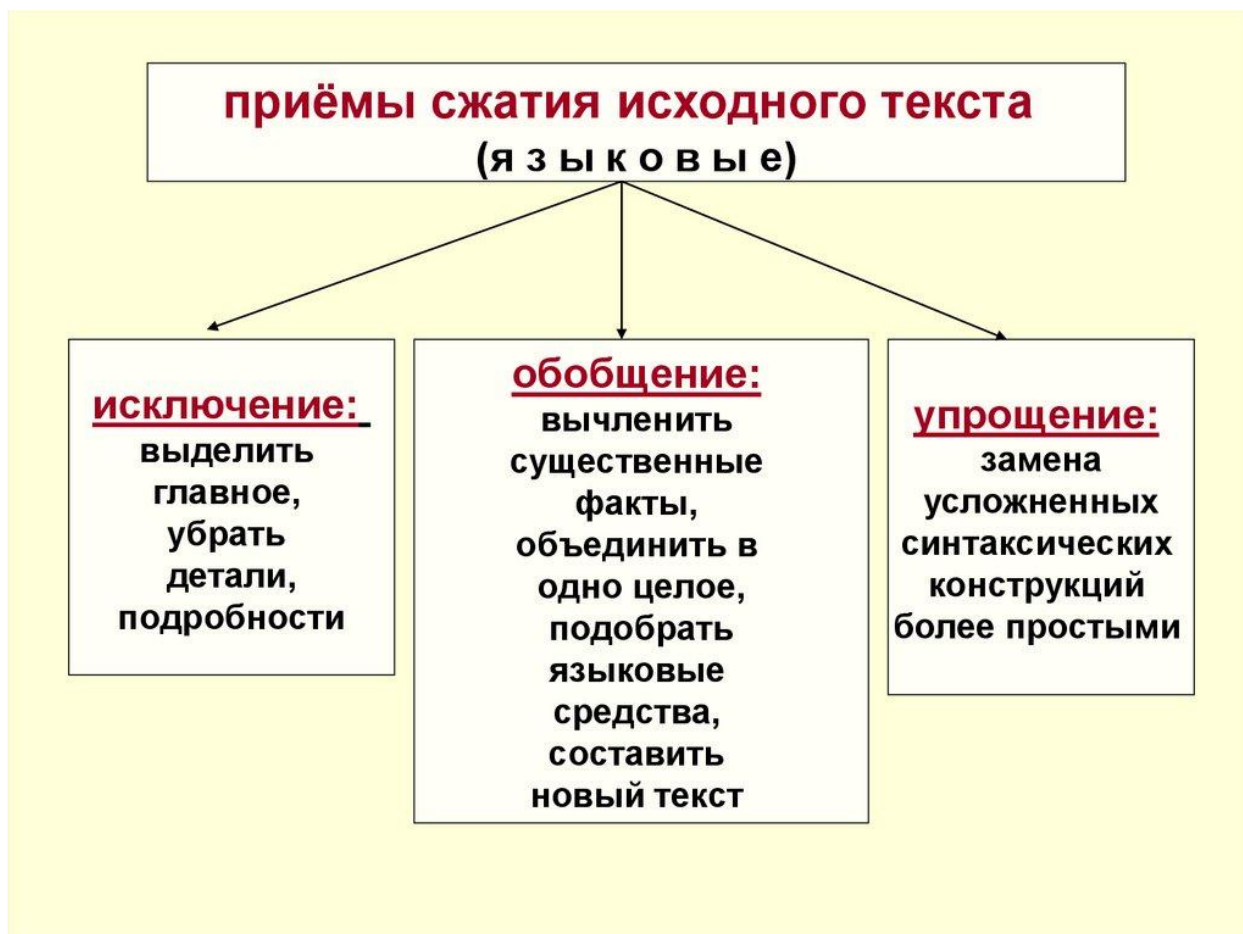 приёмы сжатия исходного текста
(я з ы к о в ы е)
исключение:
выделить
главное,
убрать
детали,
подробности
обобщение:
вычленить
существенные
факты,
объединить в
одно целое,
подобрать
языковые
средства,
составить
новый текст
упрощение:
замена
усложненных
синтаксических
конструкций
более простыми